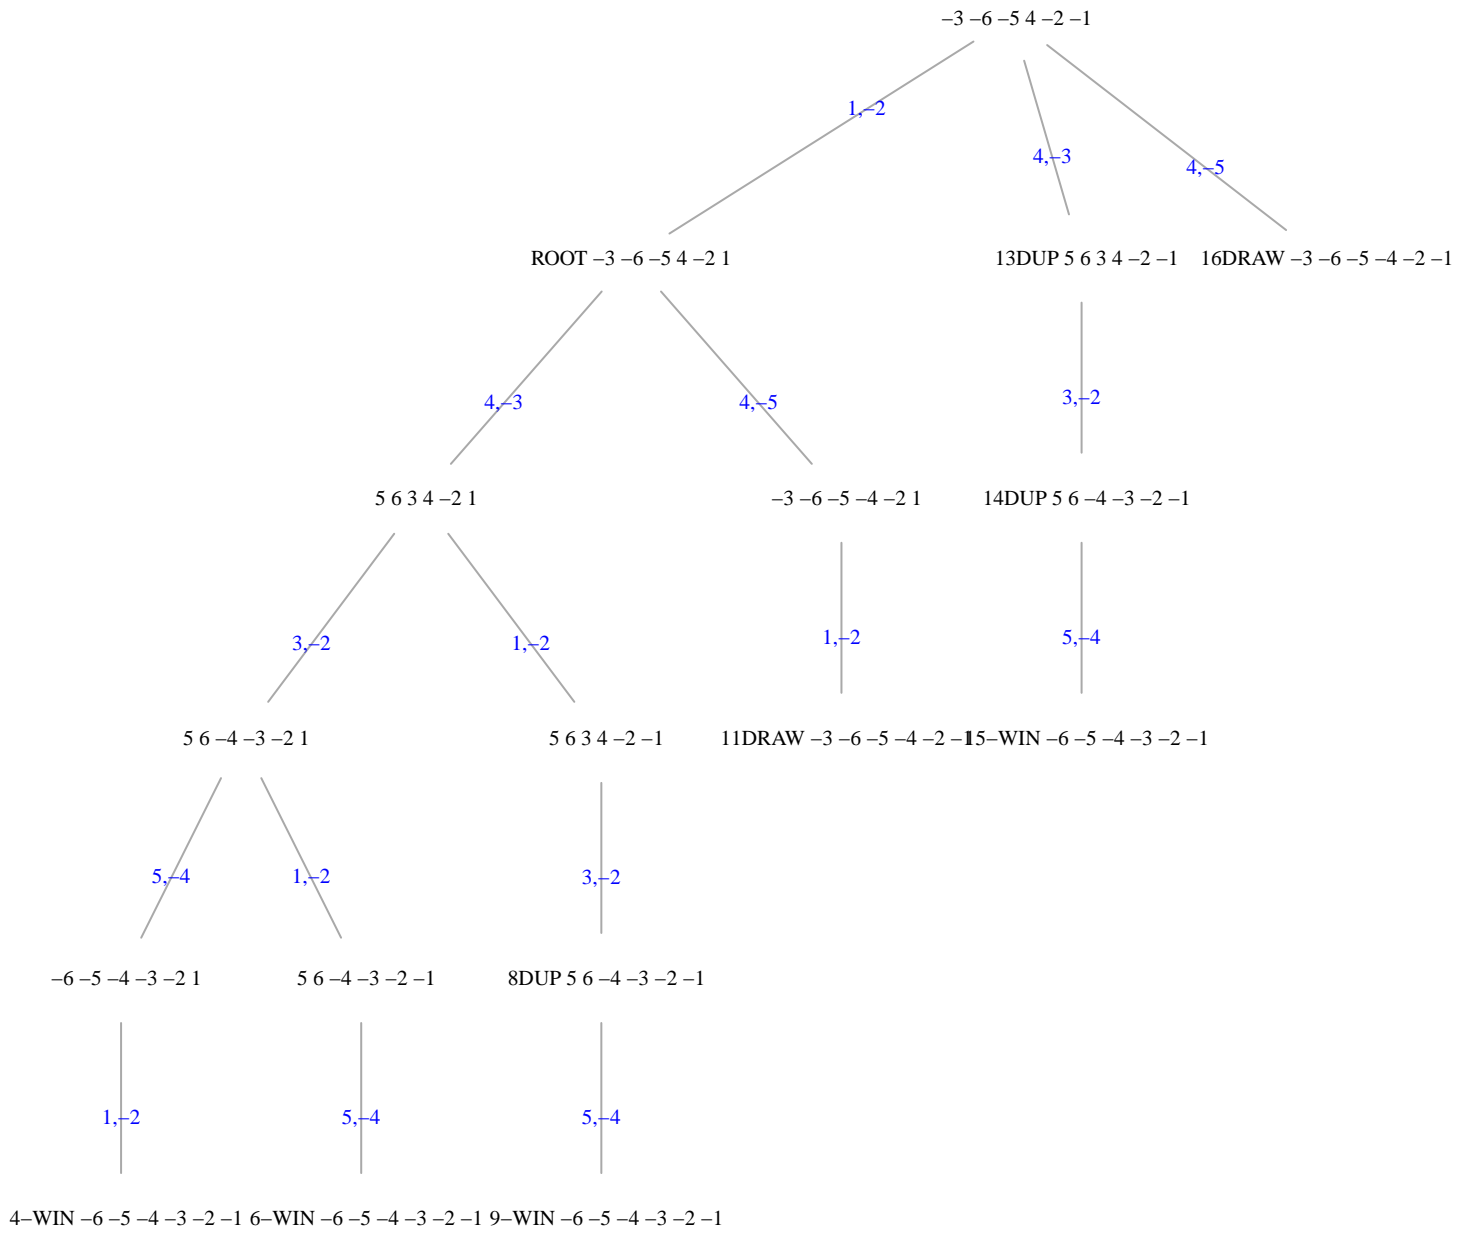 –3 –6 –5 4 –2 –1
1,–2
4,–3
4,–5
ROOT –3 –6 –5 4 –2 1
13DUP 5 6 3 4 –2 –1
16DRAW –3 –6 –5 –4 –2 –1
4,–3
4,–5
3,–2
5 6 3 4 –2 1
–3 –6 –5 –4 –2 1
14DUP 5 6 –4 –3 –2 –1
3,–2
1,–2
1,–2
5,–4
5 6 –4 –3 –2 1
5 6 3 4 –2 –1
11DRAW –3 –6 –5 –4 –2 –1
15–WIN –6 –5 –4 –3 –2 –1
5,–4
1,–2
3,–2
–6 –5 –4 –3 –2 1
5 6 –4 –3 –2 –1
8DUP 5 6 –4 –3 –2 –1
1,–2
5,–4
5,–4
4–WIN –6 –5 –4 –3 –2 –1
6–WIN –6 –5 –4 –3 –2 –1
9–WIN –6 –5 –4 –3 –2 –1